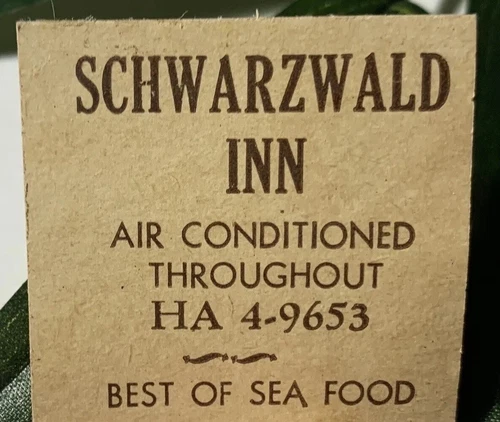 SCHWARZWALD
INN
AIR CONDITIONED
THROUGHOUT
HA 4-9653
BEST OF SEA FOOD